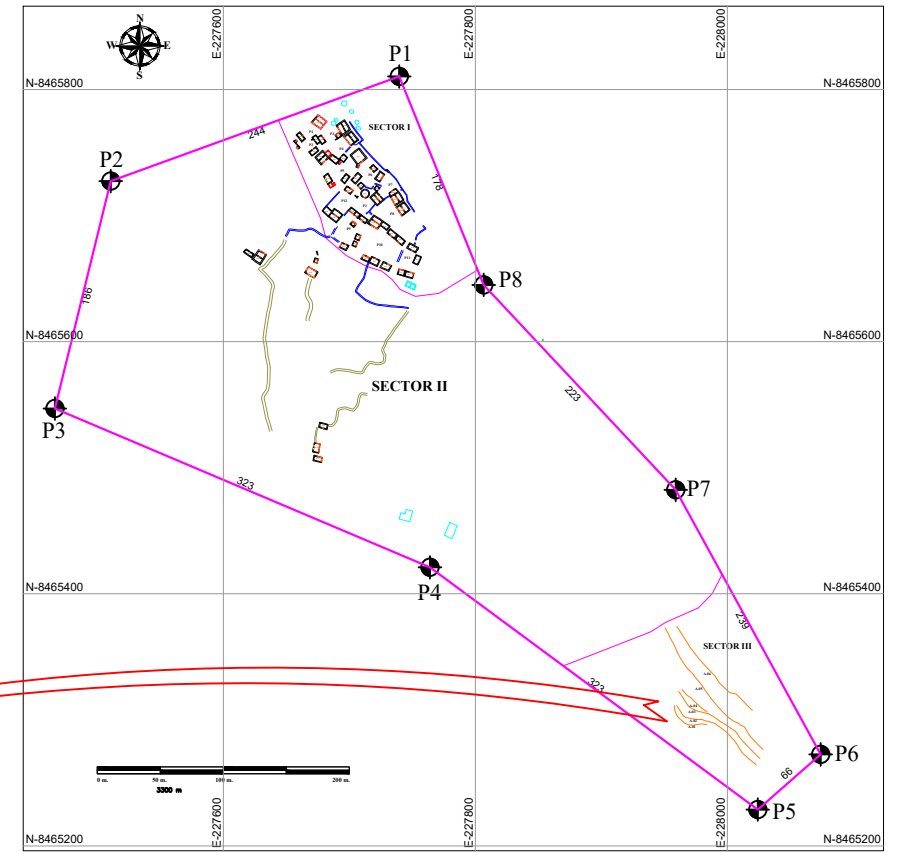 N
W E
S
E-227600
E-227800
E-228000
P1
N-8465800
N-8465800
SECTOR I
244
P2
178
P8
186
N-8465600
N-8465600
SECTOR II
223
P3
323
P7
P4
N-8465400
N-8465400
239
SECTOR III
323
P6
66
0 m. 50 m. 100 m. 200 m.
3300 m
P5
E-227600
E-227800
E-228000
N-8465200
N-8465200